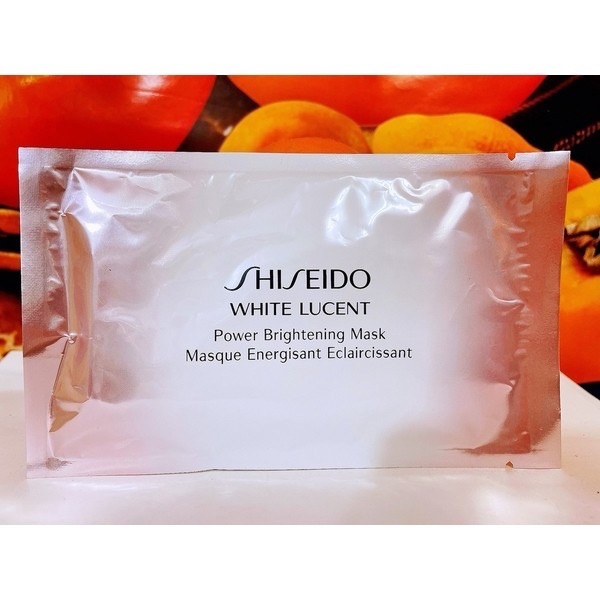 SHISEIDO
WHITE LUCENT
Power Brightening Mask
Masque Energisant Eclaircissant